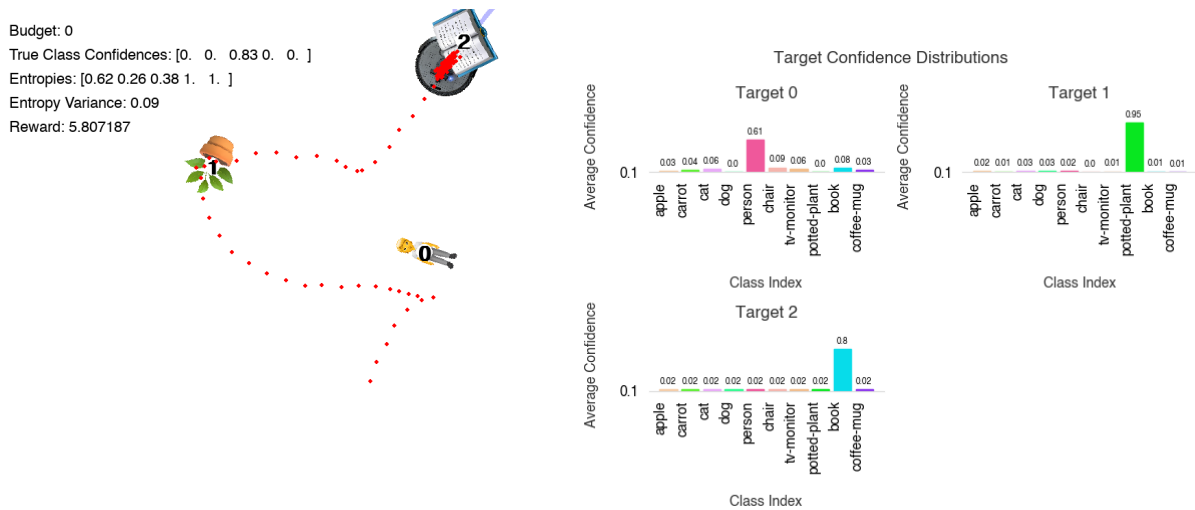 Budget: 0
True Class Confidences: [0. 0. 0.83 0. 0. ]
Entropies: [0.62 0.26 0.38 1. 1. ]
Entropy Variance: 0.09
Reward: 5.807187
2
1
0
Target Confidence Distributions
Target 0
Average Confidence
0.1
0.03 0.04 0.06 0.0 0.61 0.09 0.06 0.0 0.08 0.03
apple carrot cat dog person chair tv-monitor potted-plant book coffee-mug
Class Index
Target 1
Average Confidence
0.1
0.02 0.01 0.03 0.03 0.02 0.0 0.01 0.95 0.01 0.01
apple carrot cat dog person chair tv-monitor potted-plant book coffee-mug
Class Index
Target 2
Average Confidence
0.1
0.02 0.02 0.02 0.02 0.02 0.02 0.02 0.02 0.8 0.02
apple carrot cat dog person chair tv-monitor potted-plant book coffee-mug
Class Index